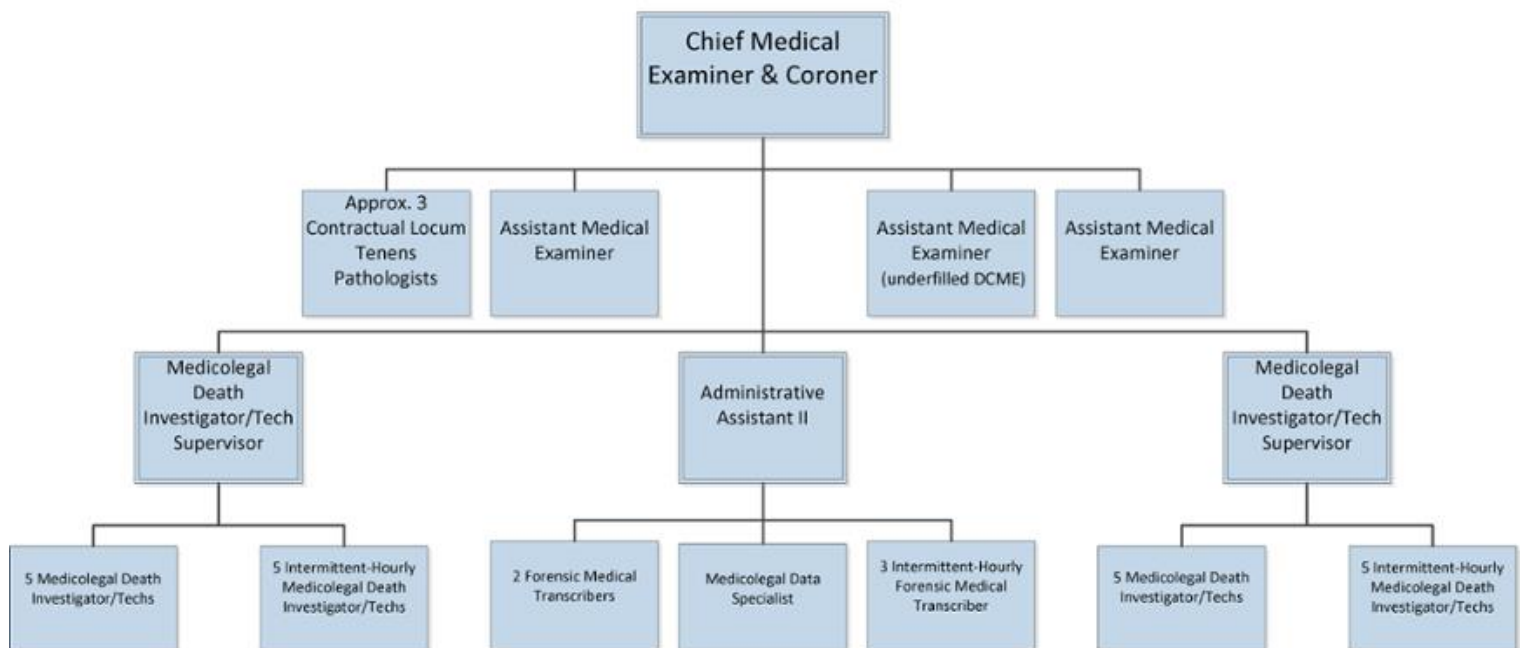 Chief Medical
Examiner & Coroner
Approx. 3
Contractual Locum
Tenens
Pathologists
Assistant Medical
Examiner
Assistant Medical
Examiner
(underfilled DCME)
Assistant Medical
Examiner
Medicolegal
Death
Investigator/Tech
Supervisor
Administrative
Assistant II
Medicolegal
Death
Investigator/Tech
Supervisor
5 Medicolegal Death
Investigator/Techs
5 Intermittent-Hourly
Medicolegal Death
Investigator/Techs
2 Forensic Medical
Transcribers
Medicolegal Data
Specialist
3 Intermittent-Hourly
Forensic Medical
Transcriber
5 Medicolegal Death
Investigator/Techs
5 Intermittent-Hourly
Medicolegal Death
Investigator/Techs